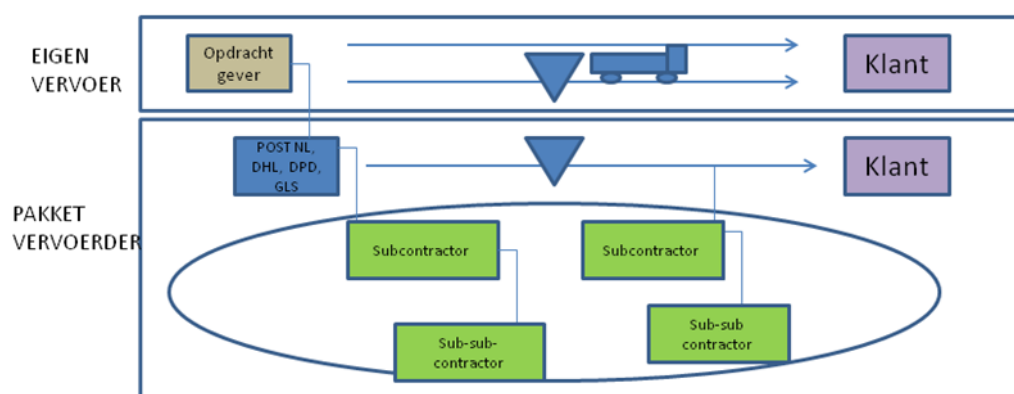 EIGEN
VERVOER
Opdracht
gever
Klant
PAKKET
VERVOERDER
POST NL,
DHL, DPD,
GLS
Klant
Subcontractor
Subcontractor
Sub-sub-
contractor
Sub-sub
contractor